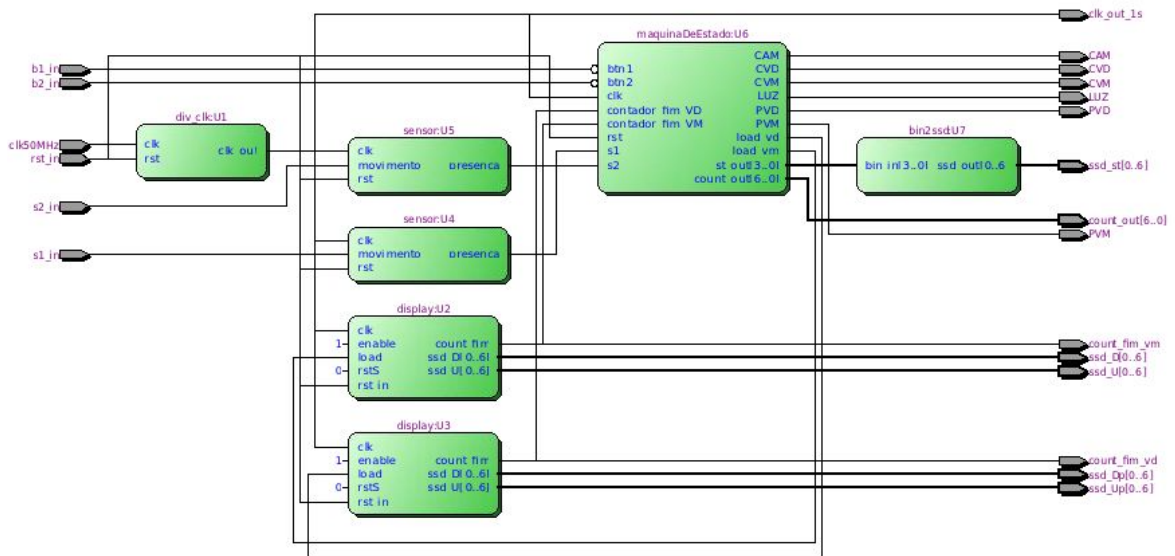 clk_out_1s
maquinaDeEstado:U6
CAM
b1_in
btn1
CVD
CVD
b2_in
btn2
CVM
CVM
clk
LUZ
LUZ
div_clk:U1
contador fim VD
PVD
PVD
sensor:U5
contador fim VM
PVM
bin2ssd:U7
clk50MHz
clk
clk out
rst
load vd
rst_in
rst
clk
s1
load vm
movimento
presenca
s2
st out[3..0]
bin in[3..0]
ssd out[0..6
ssd_st[0..6]
rst
count out[6..0]
s2_in
sensor:U4
count_out[6..0]
PVM
clk
s1_in
movimento
presenca
rst
display:U2
clk
1
enable
count fim
count_fim_vm
load
ssd D[0..6]
ssd_D[0..6]
0
rstS
ssd U[0..6]
ssd_U[0..6]
rst in
display:U3
clk
1
enable
count fim
count_fim_vd
load
ssd D[0..6]
ssd_Dp[0..6]
0
rstS
ssd U[0..6]
ssd_Up[0..6]
rst in
CAM